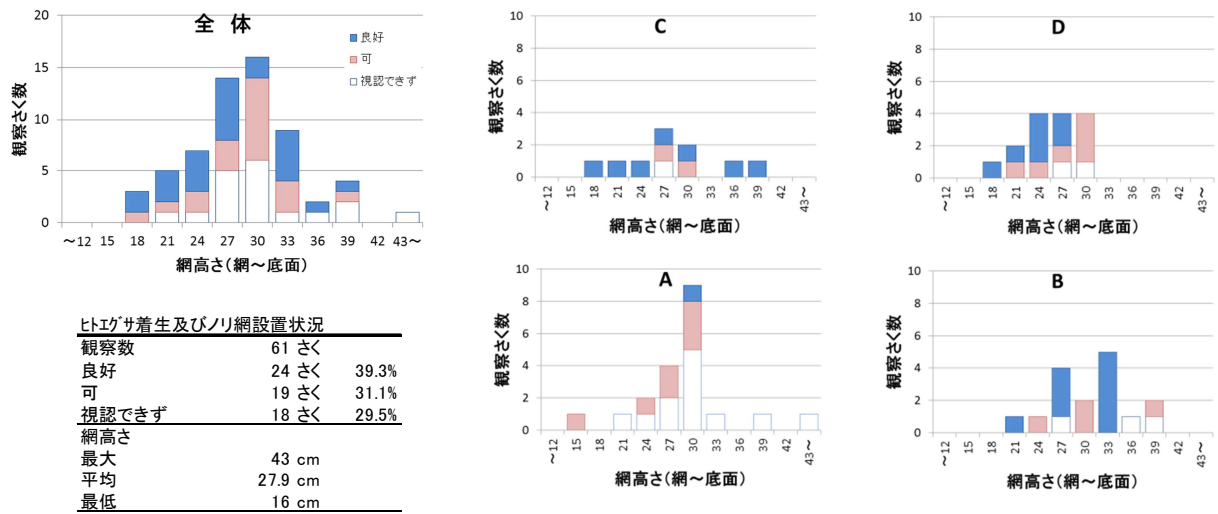 全 体
20
15
10
5
0
観察さく数
良好
可
視認できず
～12 15 18 21 24 27 30 33 36 39 42 43～
網高さ(網～底面)
C
10
8
6
4
2
0
観察さく数
～12 15 18 21 24 27 30 33 36 39 42 43～
網高さ(網～底面)
D
10
8
6
4
2
0
観察さく数
～12 15 18 21 24 27 30 33 36 39 42 43～
網高さ(網～底面)
ﾋﾄｴｸﾞｻ着生及びノリ網設置状況
観察数 61 さく
良好 24 さく 39.3%
可 19 さく 31.1%
視認できず 18 さく 29.5%
網高さ
最大 43 cm
平均 27.9 cm
最低 16 cm
A
10
8
6
4
2
0
観察さく数
～12 15 18 21 24 27 30 33 36 39 42 43～
網高さ(網～底面)
B
10
8
6
4
2
0
観察さく数
～12 15 18 21 24 27 30 33 36 39 42 43～
網高さ(網～底面)